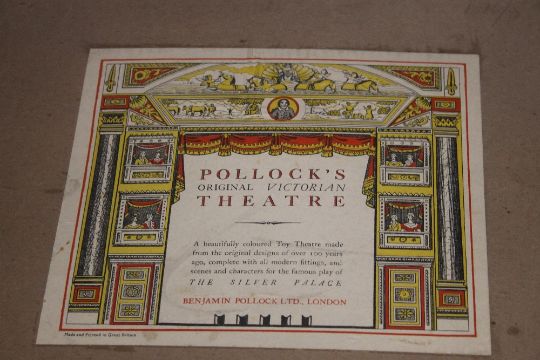 POLLOCK'S
ORIGINAL VICTORIAN
THEATRE
A beautifully coloured Toy Theatre made
from the original designs of over 100 years
ago, complete with all modern fittings, and
scenes and characters for the famous play of
THE SILVER PALACE
BENJAMIN POLLOCK LTD., LONDON
Made and Printed in Great Britain